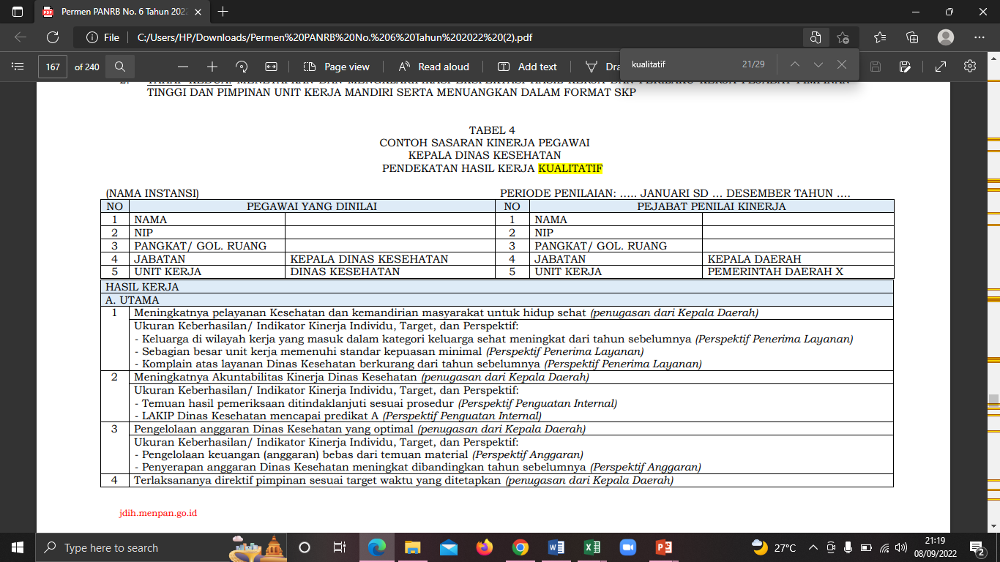 Permen PANRB No. 6 Tahun 202
File C:/Users/HP/Downloads/Permen%20PANRB%20No.%206%20Tahun%202022%20(2).pdf
167 of 240 Page view Read aloud Add text Dra
kualitatif 21/29
2. TAHAP KEDUA: MENETAPKAN DAN MENGKLARIFIKASI EKSPEKTASI HASIL KERJA DAN PERILAKU KERJA PEJABAT PIMPINAN
TINGGI DAN PIMPINAN UNIT KERJA MANDIRI SERTA MENUANGKAN DALAM FORMAT SKP
TABEL 4
CONTOH SASARAN KINERJA PEGAWAI
KEPALA DINAS KESEHATAN
PENDEKATAN HASIL KERJA KUALITATIF
(NAMA INSTANSI) PERIODE PENILAIAN: ..... JANUARI SD ... DESEMBER TAHUN ....
NO PEGAWAI YANG DINILAI NO PEJABAT PENILAI KINERJA
1 NAMA 1 NAMA
2 NIP 2 NIP
3 PANGKAT/ GOL. RUANG 3 PANGKAT/ GOL. RUANG
4 JABATAN KEPALA DINAS KESEHATAN 4 JABATAN KEPALA DAERAH
5 UNIT KERJA DINAS KESEHATAN 5 UNIT KERJA PEMERINTAH DAERAH X
HASIL KERJA
A. UTAMA
1 Meningkatnya pelayanan Kesehatan dan kemandirian masyarakat untuk hidup sehat (penugasan dari Kepala Daerah)
Ukuran Keberhasilan/ Indikator Kinerja Individu, Target, dan Perspektif:
- Keluarga di wilayah kerja yang masuk dalam kategori keluarga sehat meningkat dari tahun sebelumnya (Perspektif Penerima Layanan)
- Sebagian besar unit kerja memenuhi standar kepuasan minimal (Perspektif Penerima Layanan)
- Komplain atas layanan Dinas Kesehatan berkurang dari tahun sebelumnya (Perspektif Penerima Layanan)
2 Meningkatnya Akuntabilitas Kinerja Dinas Kesehatan (penugasan dari Kepala Daerah)
Ukuran Keberhasilan/ Indikator Kinerja Individu, Target, dan Perspektif:
- Temuan hasil pemeriksaan ditindaklanjuti sesuai prosedur (Perspektif Penguatan Internal)
- LAKIP Dinas Kesehatan mencapai predikat A (Perspektif Penguatan Internal)
3 Pengelolaan anggaran Dinas Kesehatan yang optimal (penugasan dari Kepala Daerah)
Ukuran Keberhasilan/ Indikator Kinerja Individu, Target, dan Perspektif:
- Pengelolaan keuangan (anggaran) bebas dari temuan material (Perspektif Anggaran)
- Penyerapan anggaran Dinas Kesehatan meningkat dibandingkan tahun sebelumnya (Perspektif Anggaran)
4 Terlaksananya direktif pimpinan sesuai target waktu yang ditetapkan (penugasan dari Kepala Daerah)
jdih.menpan.go.id
Type here to search 27°C 21:19
08/09/2022 2